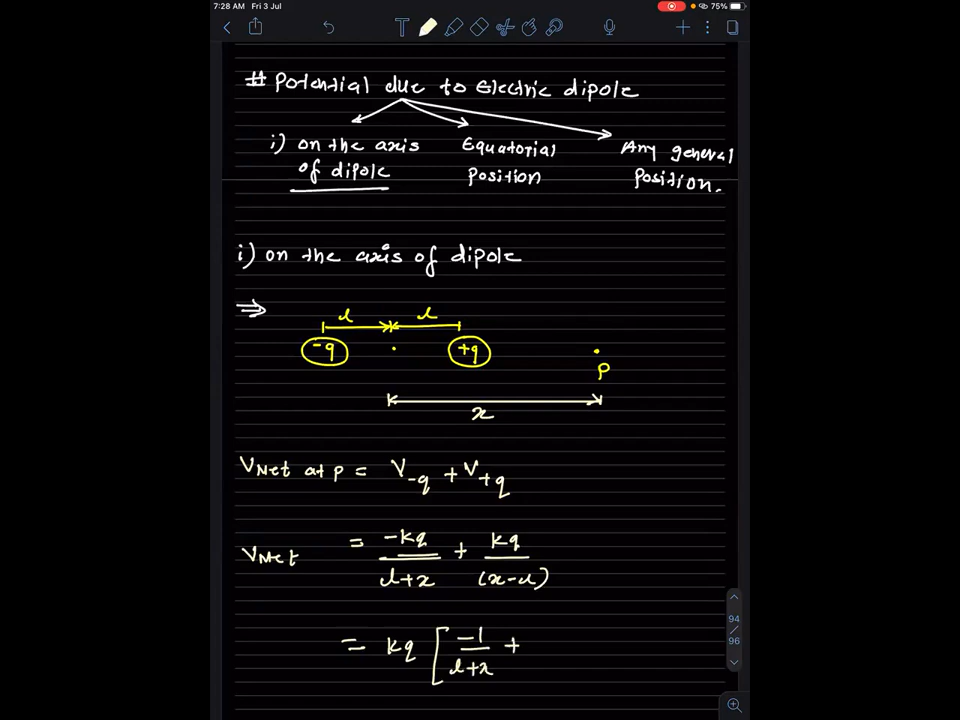 7:28 AM Fri 3 Jul 75%
# Potential due to Electric dipole
i) on the axis of dipole
Equatorial Position
Any general Position.
i) on the axis of dipole
⇒
l l
-q +q P
x
VNet at p = V-q + V+q
VNet = -kq/(l+x) + kq/(x-l)
= kq [ -1/(l+x) +
94
96